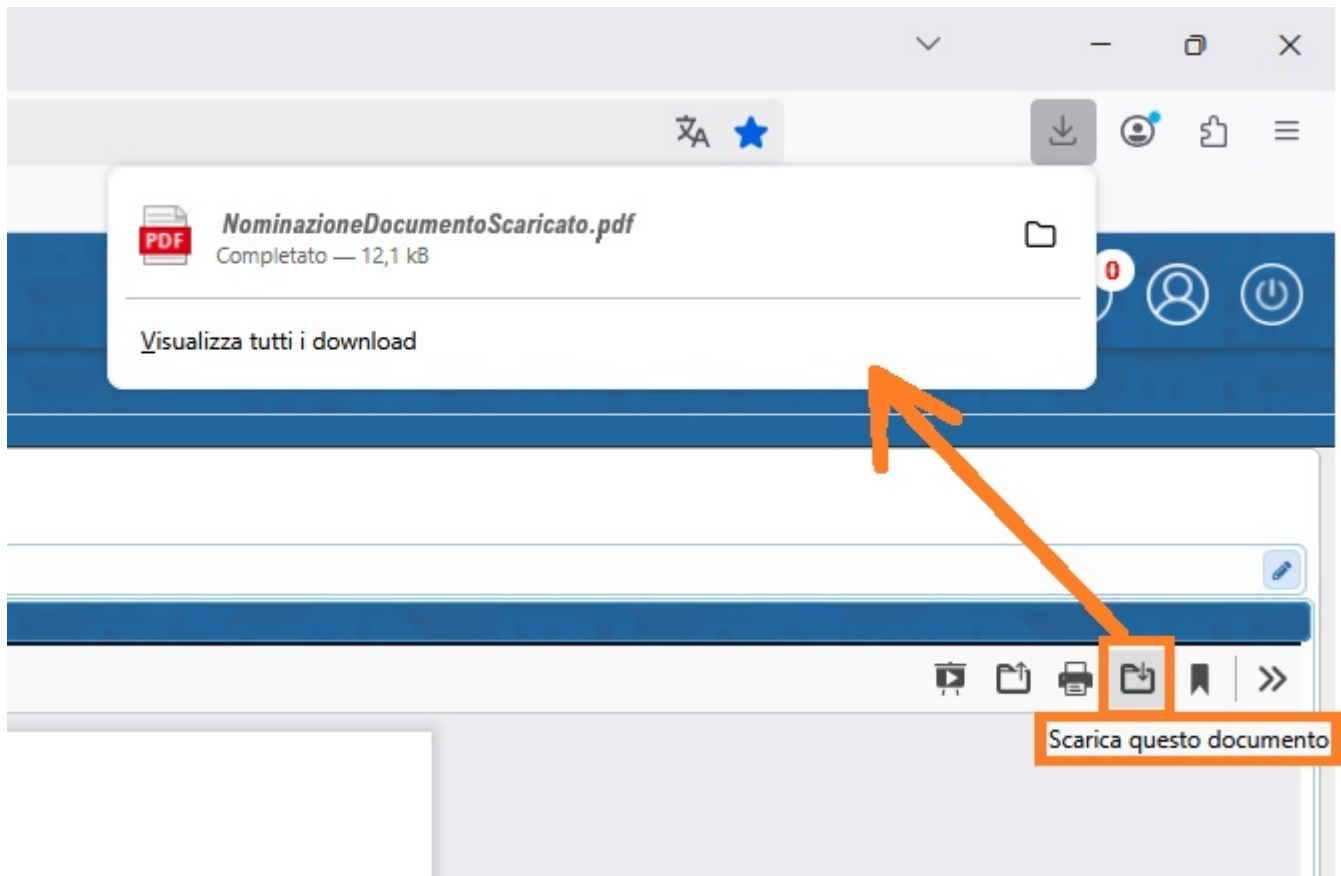 NominazioneDocumentoScaricato.pdf
PDF
Completato — 12,1 kB
0
Visualizza tutti i download
Scarica questo documento